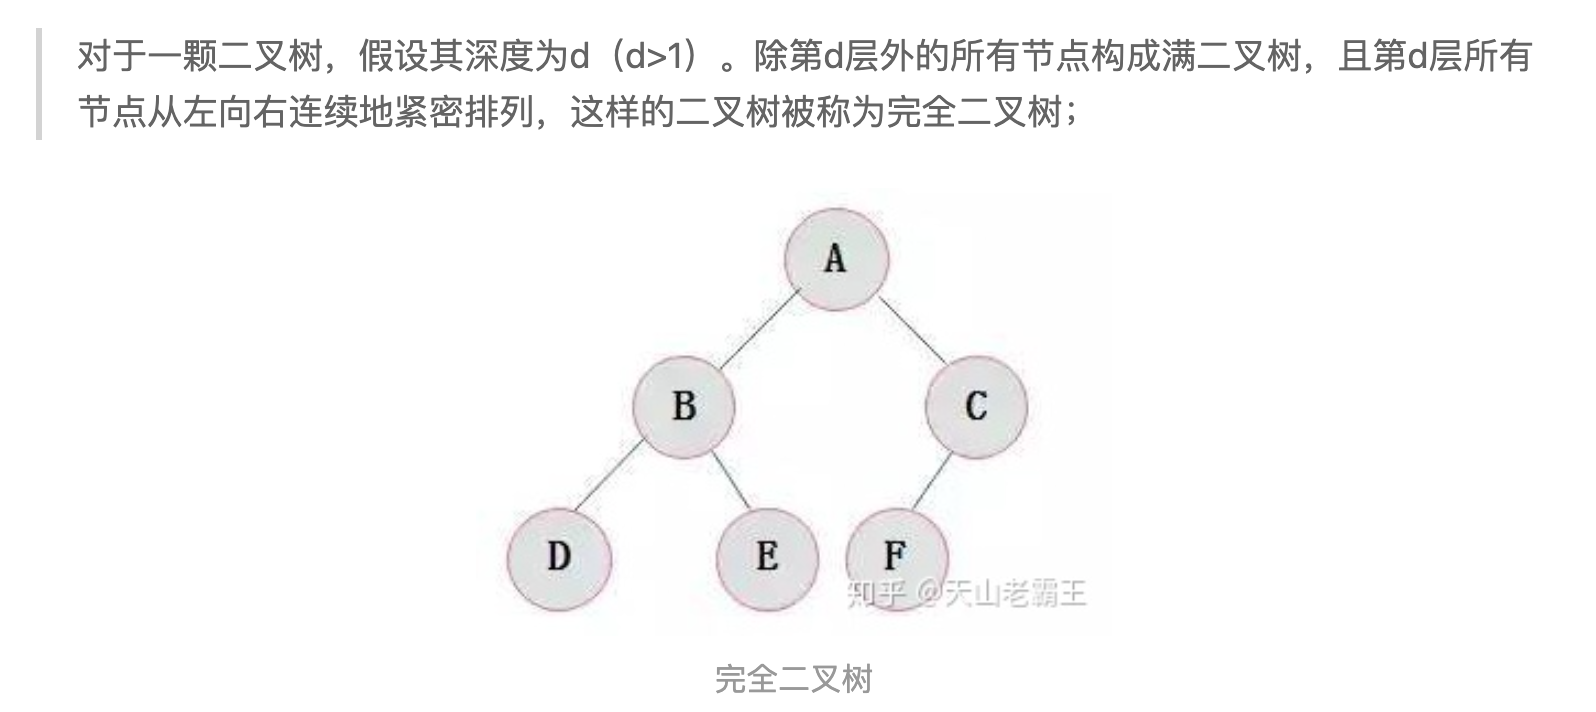 对于一颗二叉树，假设其深度为d（d>1）。除第d层外的所有节点构成满二叉树，且第d层所有
节点从左向右连续地紧密排列，这样的二叉树被称为完全二叉树；
A
B
C
D
E
F
知乎 @天山老霸王
完全二叉树